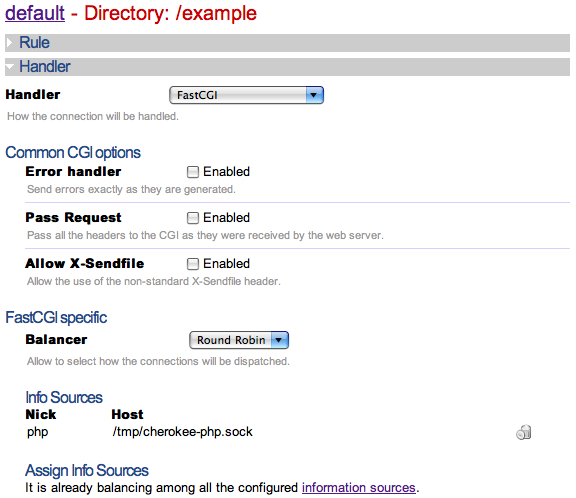 default - Directory: /example
Rule
Handler
Handler FastCGI
How the connection will be handled.
Common CGI options
Error handler Enabled
Send errors exactly as they are generated.
Pass Request Enabled
Pass all the headers to the CGI as they were received by the web server.
Allow X-Sendfile Enabled
Allow the use of the non-standard X-Sendfile header.
FastCGI specific
Balancer Round Robin
Allow to select how the connections will be dispatched.
Info Sources
Nick Host
php /tmp/cherokee-php.sock
Assign Info Sources
It is already balancing among all the configured information sources.